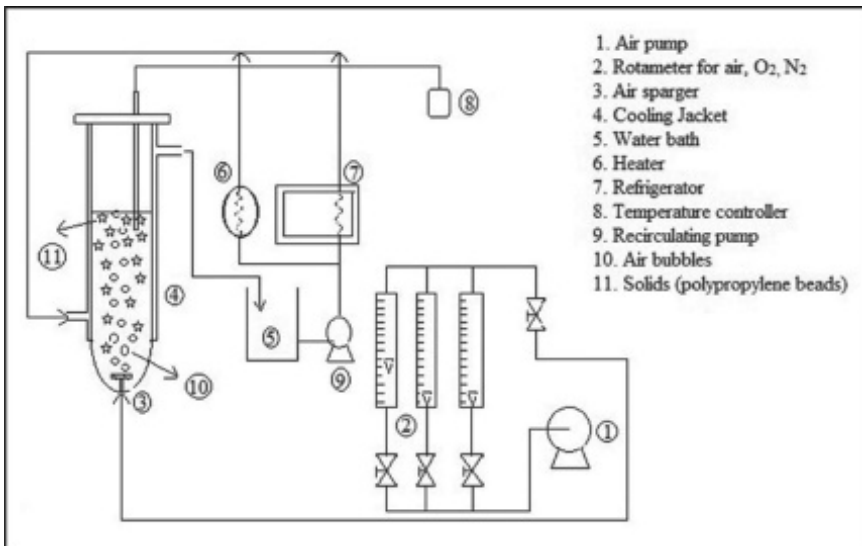 1. Air pump
2. Rotameter for air, O₂, N₂
3. Air sparger
4. Cooling Jacket
5. Water bath
6. Heater
7. Refrigerator
8. Temperature controller
9. Recirculating pump
10. Air bubbles
11. Solids (polypropylene beads)
8
6
7
11
4
5
9
10
3
2
1